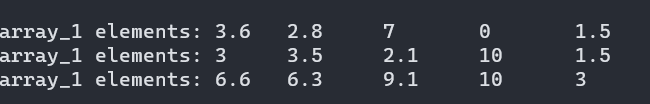 array_1 elements: 3.6 2.8 7 0 1.5
array_1 elements: 3 3.5 2.1 10 1.5
array_1 elements: 6.6 6.3 9.1 10 3